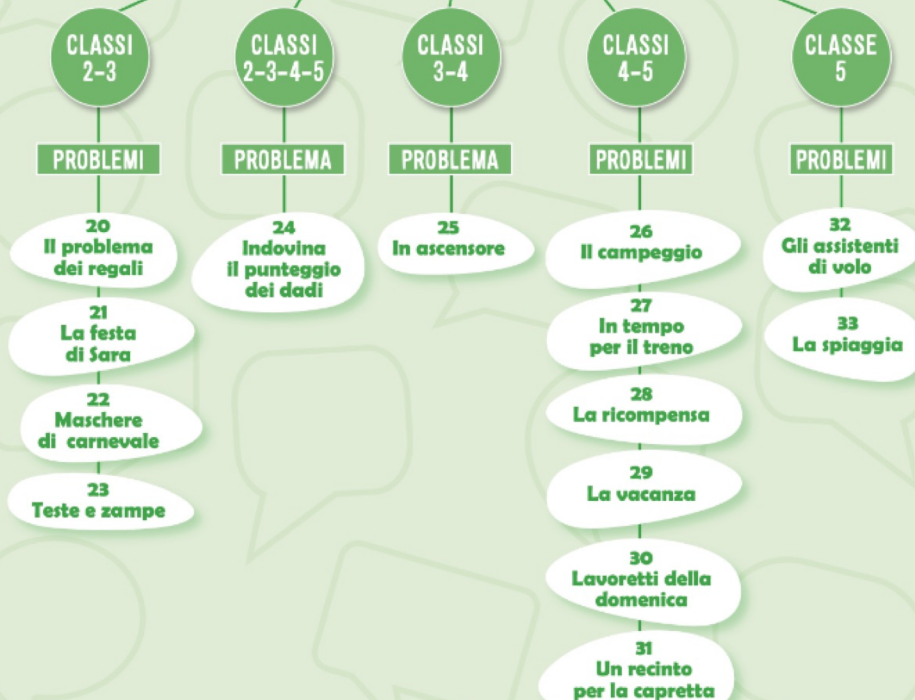 CLASSI
2-3
PROBLEMI
20
Il problema
dei regali
21
La festa
di Sara
22
Maschere
di carnevale
23
Teste e zampe
CLASSI
2-3-4-5
PROBLEMA
24
Indovina
il punteggio
dei dadi
CLASSI
3-4
PROBLEMA
25
In ascensore
CLASSI
4-5
PROBLEMI
26
Il campeggio
27
In tempo
per il treno
28
La ricompensa
29
La vacanza
30
Lavoretti della
domenica
31
Un recinto
per la capretta
CLASSE
5
PROBLEMI
32
Gli assistenti
di volo
33
La spiaggia